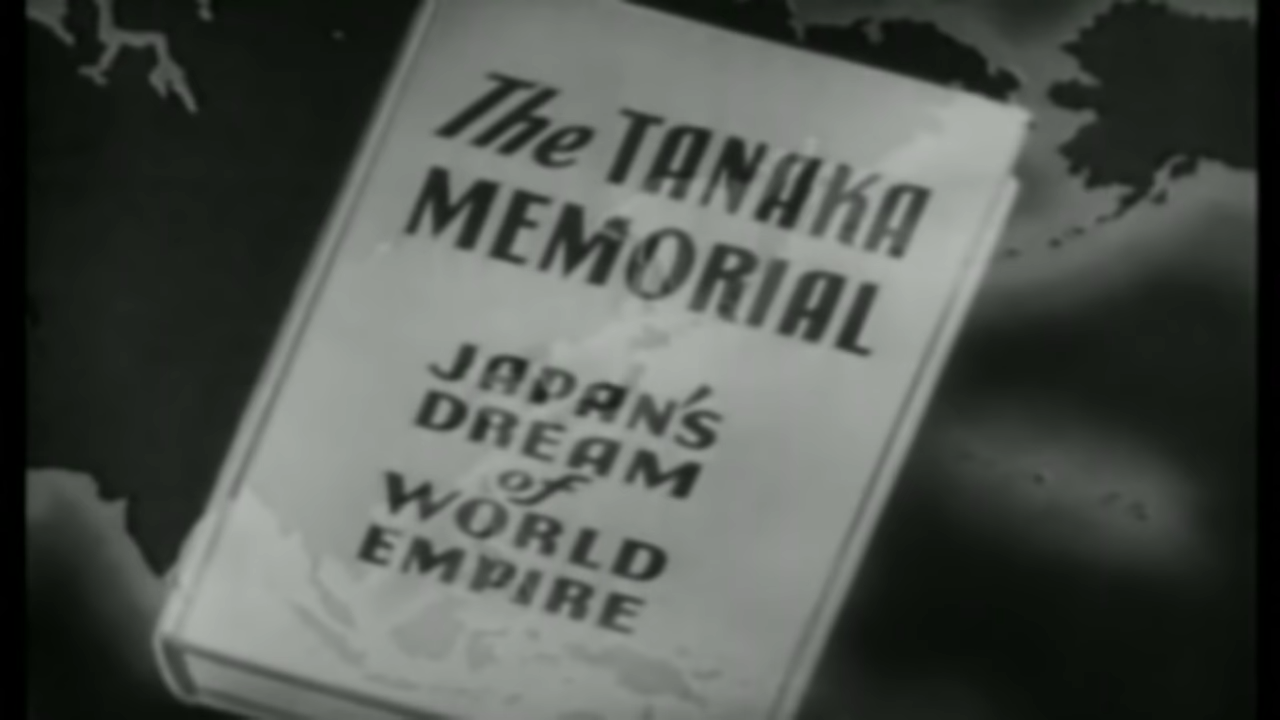 The TANAKA
MEMORIAL
JAPAN'S
DREAM
of
WORLD
EMPIRE